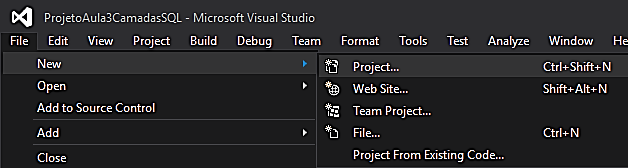 ProjetoAula3CamadasSQL - Microsoft Visual Studio
File Edit View Project Build Debug Team Format Tools Test Analyze Window He
New Project... Ctrl+Shift+N
Open Web Site... Shift+Alt+N
Add to Source Control Team Project...
Add File... Ctrl+N
Close Project From Existing Code...